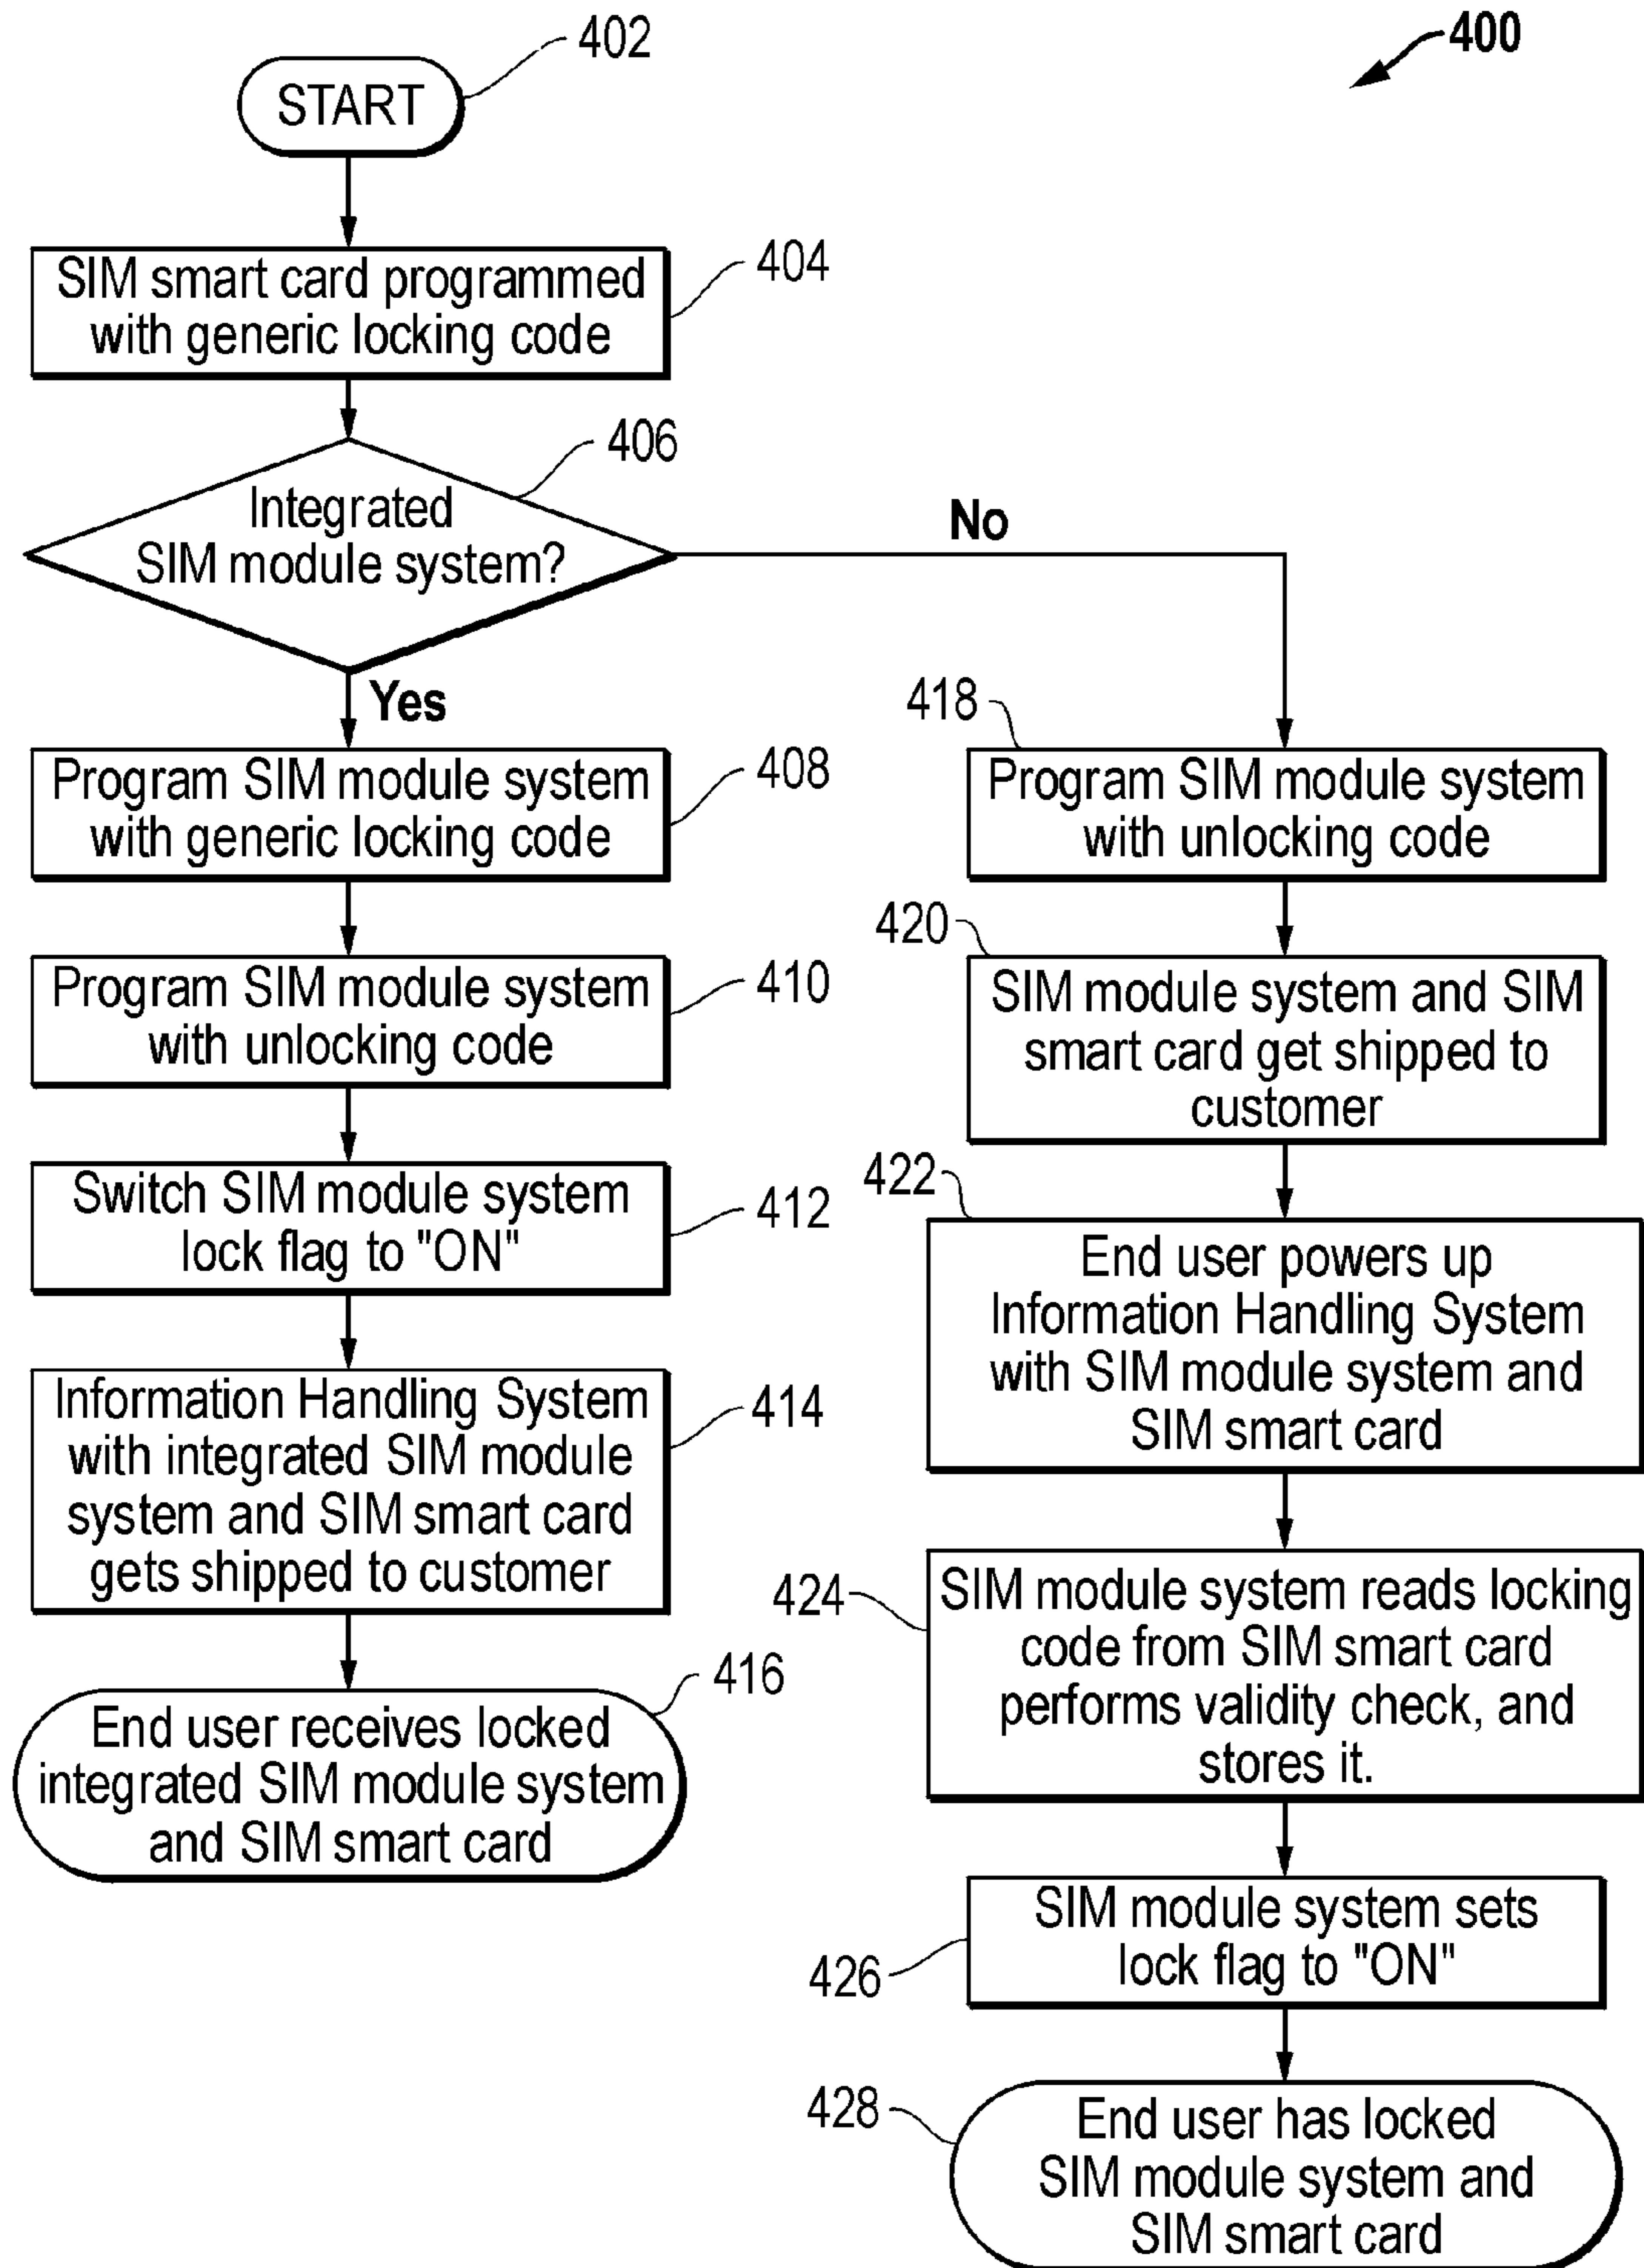 400
402
START
404
SIM smart card programmed
with generic locking code
406
Integrated
SIM module system?
No
Yes
408
Program SIM module system
with generic locking code
410
Program SIM module system
with unlocking code
412
Switch SIM module system
lock flag to "ON"
414
Information Handling System
with integrated SIM module
system and SIM smart card
gets shipped to customer
416
End user receives locked
integrated SIM module system
and SIM smart card
418
Program SIM module system
with unlocking code
420
SIM module system and SIM
smart card get shipped to
customer
422
End user powers up
Information Handling System
with SIM module system and
SIM smart card
424
SIM module system reads locking
code from SIM smart card
performs validity check, and
stores it.
426
SIM module system sets
lock flag to "ON"
428
End user has locked
SIM module system and
SIM smart card